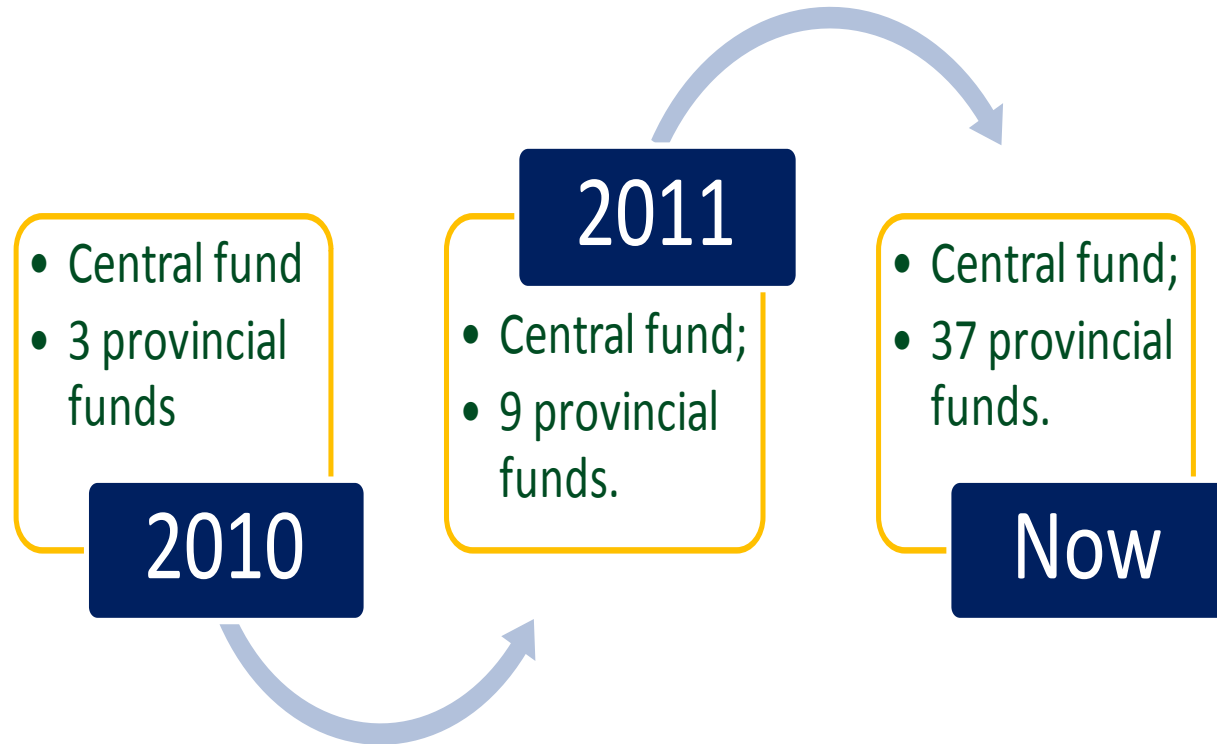 • Central fund
• 3 provincial
funds
2010
2011
• Central fund;
• 9 provincial
funds.
• Central fund;
• 37 provincial
funds.
Now